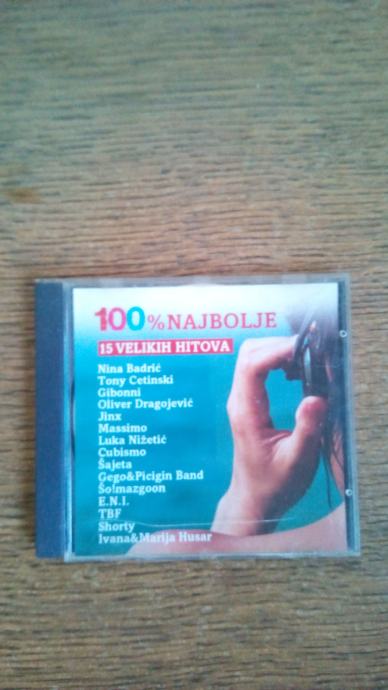 100% NAJBOLJE
15 VELIKIH HITOVA
Nina Badrić
Tony Cetinski
Gibonni
Oliver Dragojević
Jinx
Massimo
Luka Nižetić
Cubismo
Šajeta
Gego&Picigin Band
Šo!mazgoon
E.N.I.
TBF
Shorty
Ivana&Marija Husar